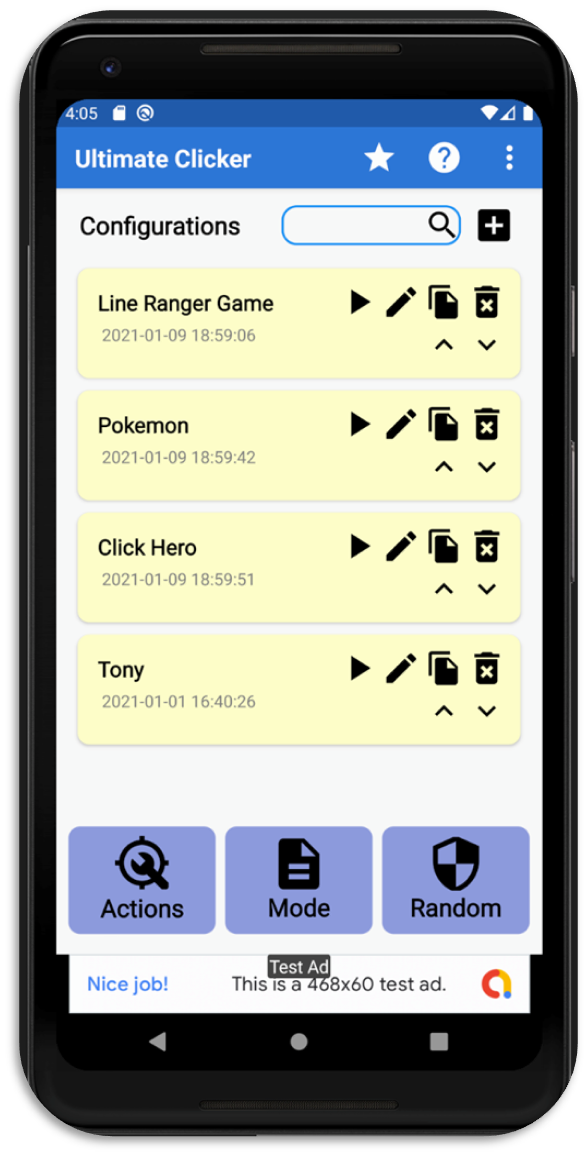 4:05
Ultimate Clicker
Configurations
Line Ranger Game
2021-01-09 18:59:06
Pokemon
2021-01-09 18:59:42
Click Hero
2021-01-09 18:59:51
Tony
2021-01-01 16:40:26
Actions
Mode
Random
Test Ad
Nice job!
This is a 468x60 test ad.